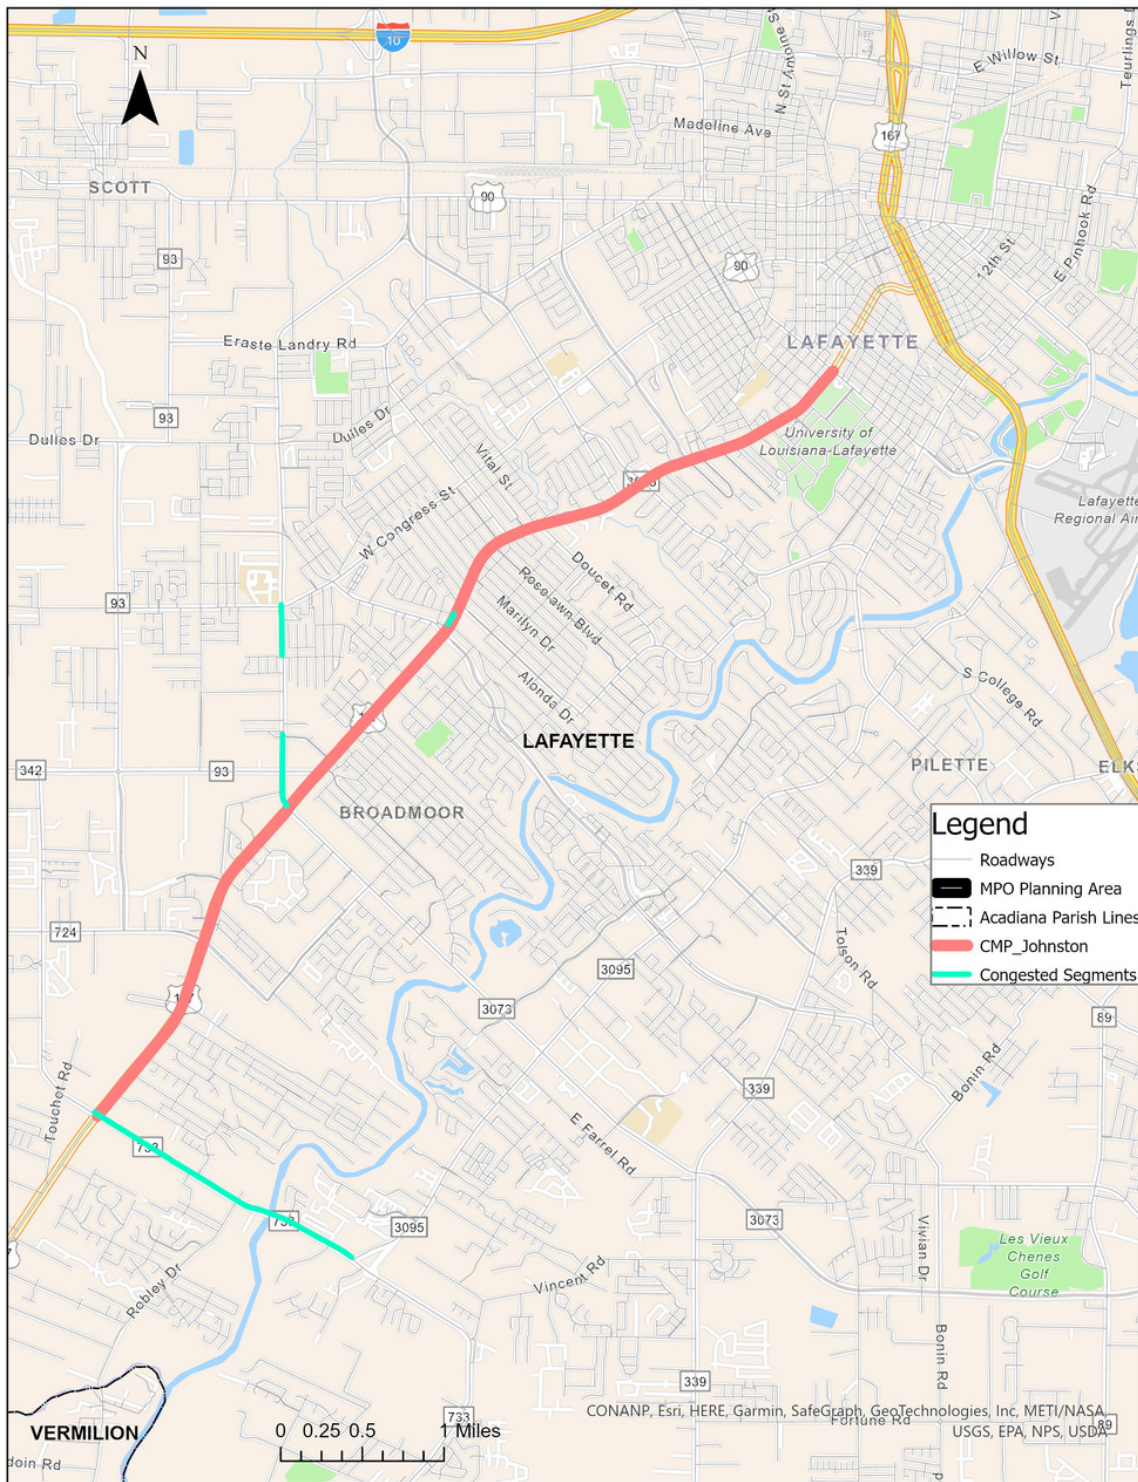 10
N
E Willow St
N St Antoine S
Teurlings D
Madeline Ave
167
SCOTT
90
93
90
12th St
E Pinhook Rd
Eraste Landry Rd
LAFAYETTE
93
Dulles Dr
Dulles Dr
Vital St
University of
Louisiana-Lafayette
W Congress St
Lafayette
Regional Air
Doucet Rd
Roselawn Blvd
93
Marilyn Dr
Alonda Dr
S College Rd
LAFAYETTE
342
93
PILETTE
ELKS
BROADMOOR
Legend
Roadways
MPO Planning Area
Acadiana Parish Lines
CMP_Johnston
Congested Segments
339
724
Tolson Rd
3095
3073
89
Bonin Rd
Touchet Rd
339
E Farrel Rd
733
733
3095
3073
Vivian Dr
Les Vieux
Chenes
Golf
Course
Vincent Rd
Robley Dr
Bonin Rd
339
CONANP, Esri, HERE, Garmin, SafeGraph, GeoTechnologies, Inc, METI/NASA,
USGS, EPA, NPS, USDA
Fortune Rd
89
733
VERMILION
0 0.25 0.5 1 Miles
doin Rd